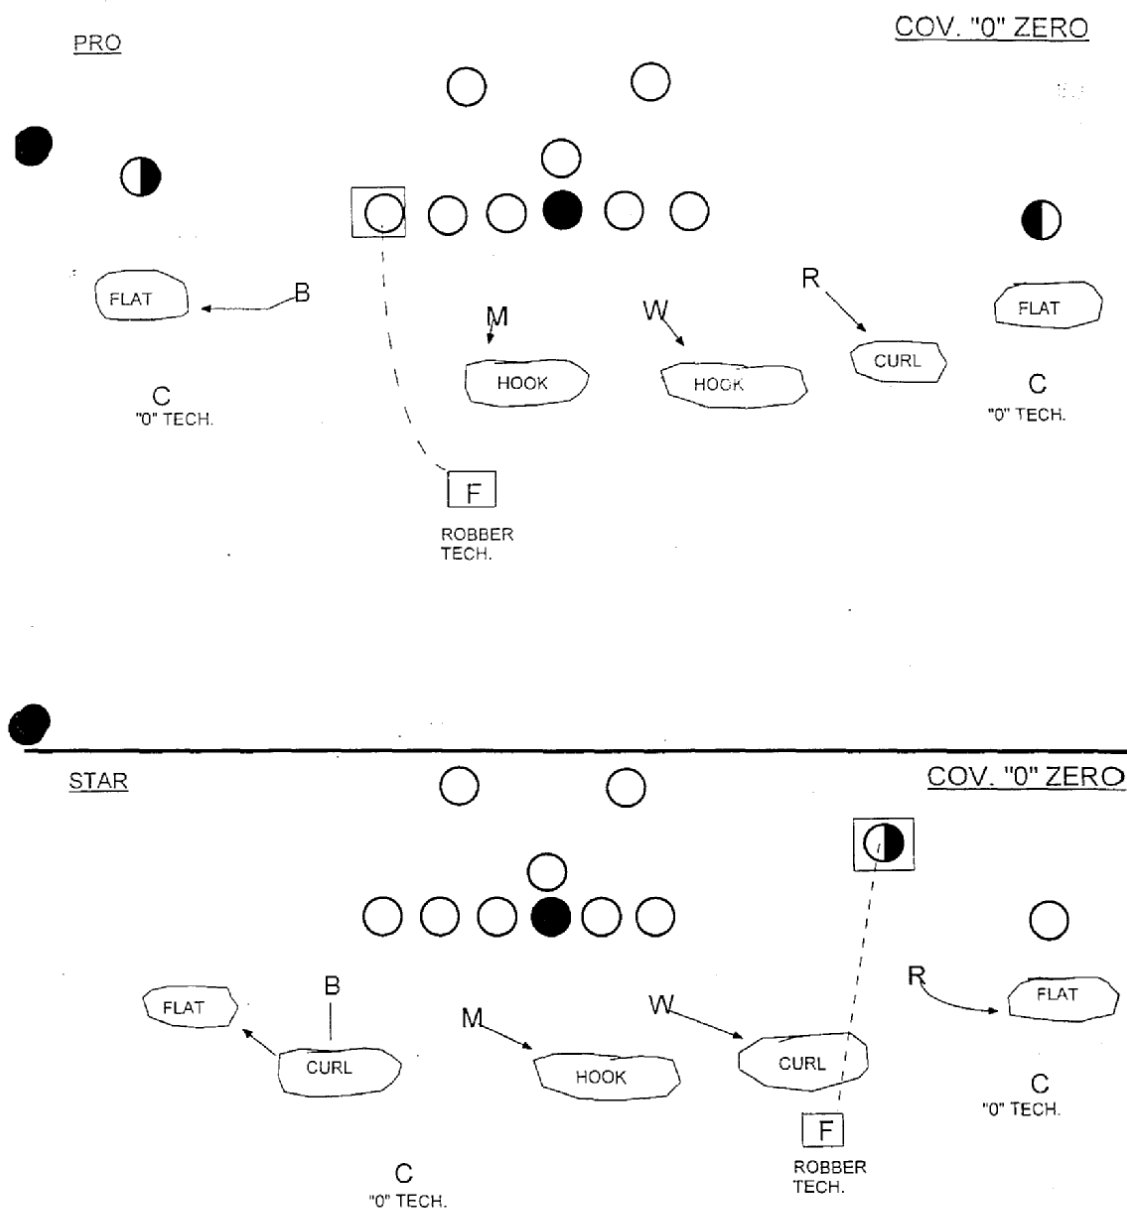 PRO
COV. "0" ZERO
FLAT
B
M
W
R
FLAT
HOOK
HOOK
CURL
C
"0" TECH.
C
"0" TECH.
F
ROBBER
TECH.
STAR
COV. "0" ZERO
FLAT
B
CURL
M
HOOK
W
CURL
R
FLAT
C
"0" TECH.
F
ROBBER
TECH.
C
"0" TECH.